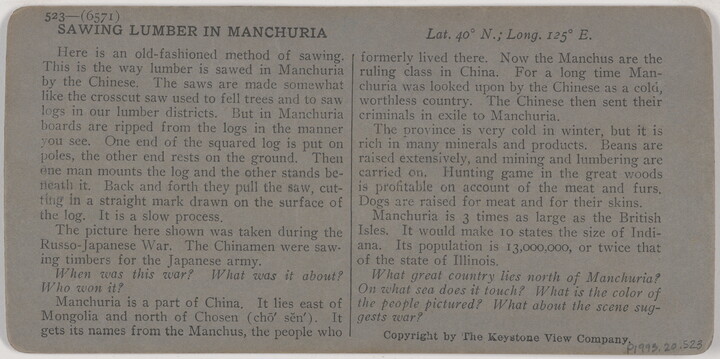 523—(6571)
SAWING LUMBER IN MANCHURIA
Lat. 40° N.; Long. 125° E.
Here is an old-fashioned method of sawing.
This is the way lumber is sawed in Manchuria
by the Chinese. The saws are made somewhat
like the crosscut saw used to fell trees and to saw
logs in our lumber districts. But in Manchuria
boards are ripped from the logs in the manner
you see. One end of the squared log is put on
poles, the other end rests on the ground. Then
one man mounts the log and the other stands be-
neath it. Back and forth they pull the saw, cut-
ting in a straight mark drawn on the surface of
the log. It is a slow process.
The picture here shown was taken during the
Russo-Japanese War. The Chinamen were saw-
ing timbers for the Japanese army.
When was this war? What was it about?
Who won it?
Manchuria is a part of China. It lies east of
Mongolia and north of Chosen (chō' sĕn'). It
gets its names from the Manchus, the people who
formerly lived there. Now the Manchus are the
ruling class in China. For a long time Man-
churia was looked upon by the Chinese as a cold,
worthless country. The Chinese then sent their
criminals in exile to Manchuria.
The province is very cold in winter, but it is
rich in many minerals and products. Beans are
raised extensively, and mining and lumbering are
carried on. Hunting game in the great woods
is profitable on account of the meat and furs.
Dogs are raised for meat and for their skins.
Manchuria is 3 times as large as the British
Isles. It would make 10 states the size of Indi-
ana. Its population is 13,000,000, or twice that
of the state of Illinois.
What great country lies north of Manchuria?
On what sea does it touch? What is the color of
the people pictured? What about the scene sug-
gests war?
Copyright by The Keystone View Company.
P1995.20.523